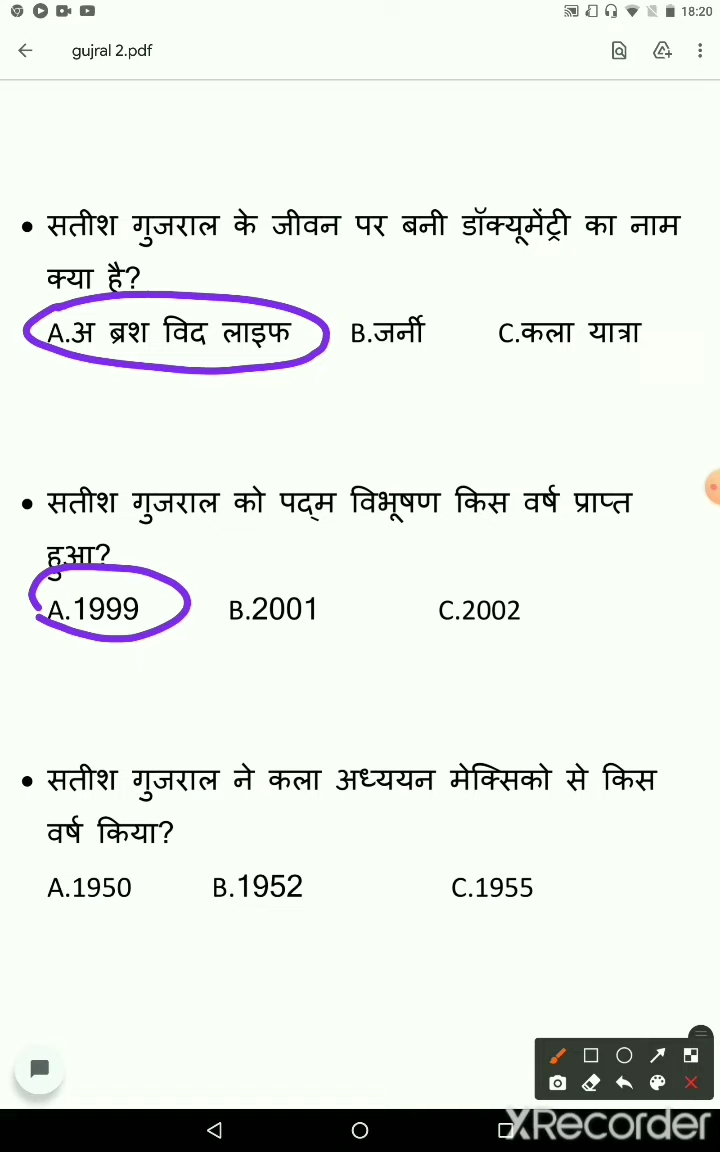 18:20
gujral 2.pdf
• सतीश गुजराल के जीवन पर बनी डॉक्यूमेंट्री का नाम
क्या है?
A.अ ब्रश विद लाइफ B.जर्नी C.कला यात्रा
• सतीश गुजराल को पद्म विभूषण किस वर्ष प्राप्त
हुआ?
A.1999 B.2001 C.2002
• सतीश गुजराल ने कला अध्ययन मेक्सिको से किस
वर्ष किया?
A.1950 B.1952 C.1955
XRecorder